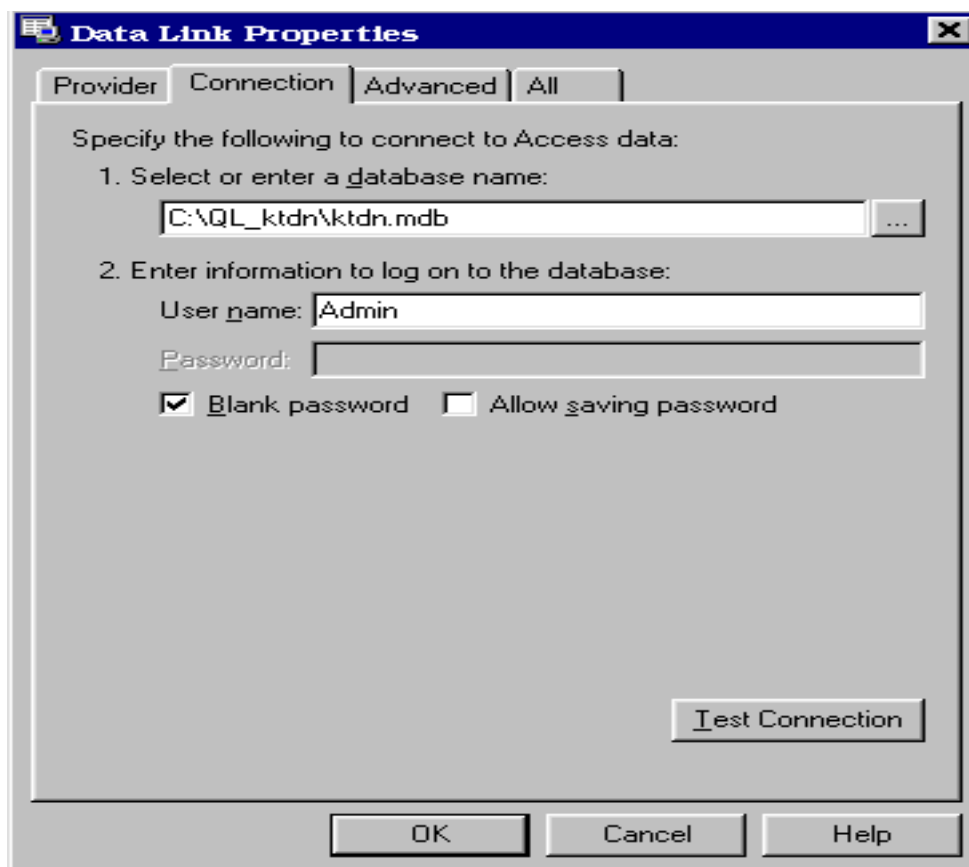 Data Link Properties
Provider Connection Advanced All
Specify the following to connect to Access data:
1. Select or enter a database name:
C:\QL_ktdn\ktdn.mdb ...
2. Enter information to log on to the database:
User name: Admin
Password:
Blank password Allow saving password
Test Connection
OK Cancel Help